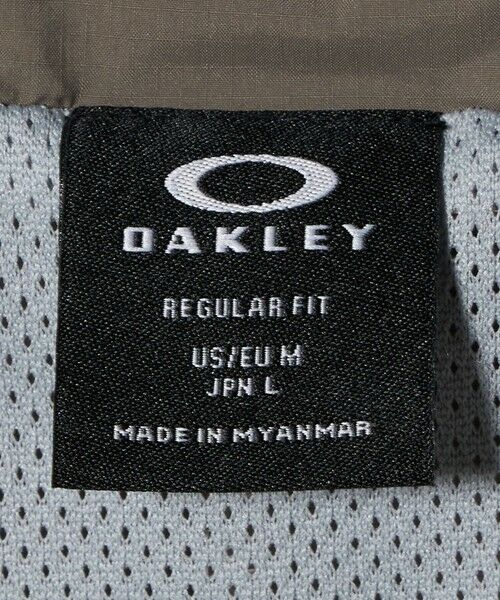 OAKLEY
REGULAR FIT
US/EU M
JPN L
MADE IN MYANMAR